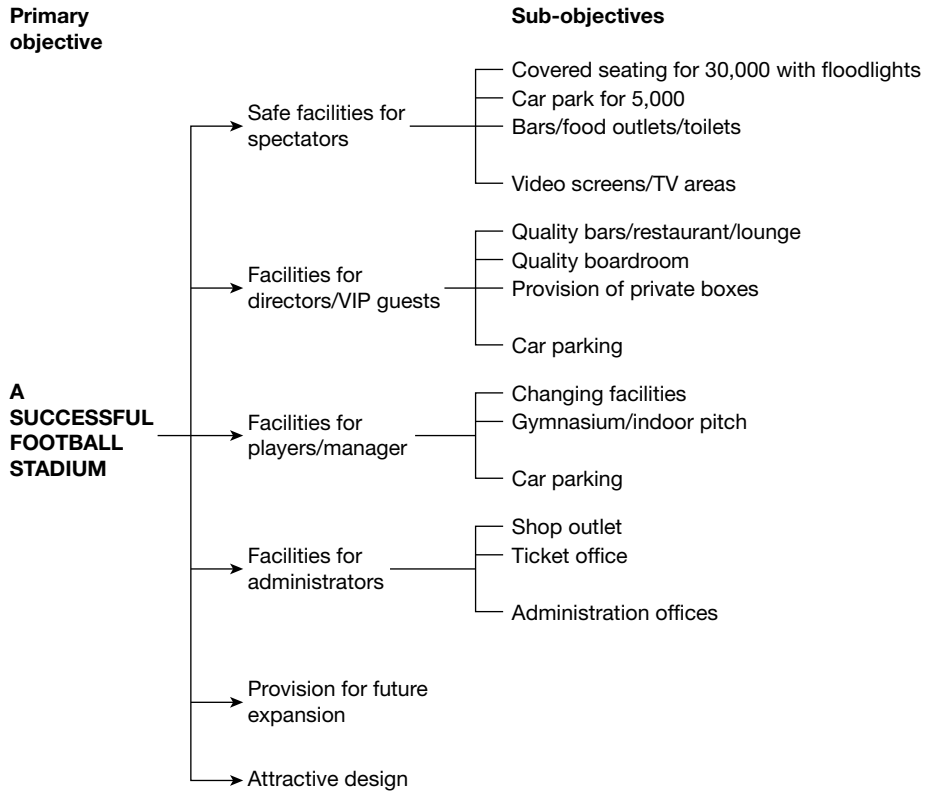 Primary
objective
Sub-objectives
Safe facilities for
spectators
Covered seating for 30,000 with floodlights
Car park for 5,000
Bars/food outlets/toilets
Video screens/TV areas
Facilities for
directors/VIP guests
Quality bars/restaurant/lounge
Quality boardroom
Provision of private boxes
Car parking
A
SUCCESSFUL
FOOTBALL
STADIUM
Facilities for
players/manager
Changing facilities
Gymnasium/indoor pitch
Car parking
Facilities for
administrators
Shop outlet
Ticket office
Administration offices
Provision for future
expansion
Attractive design